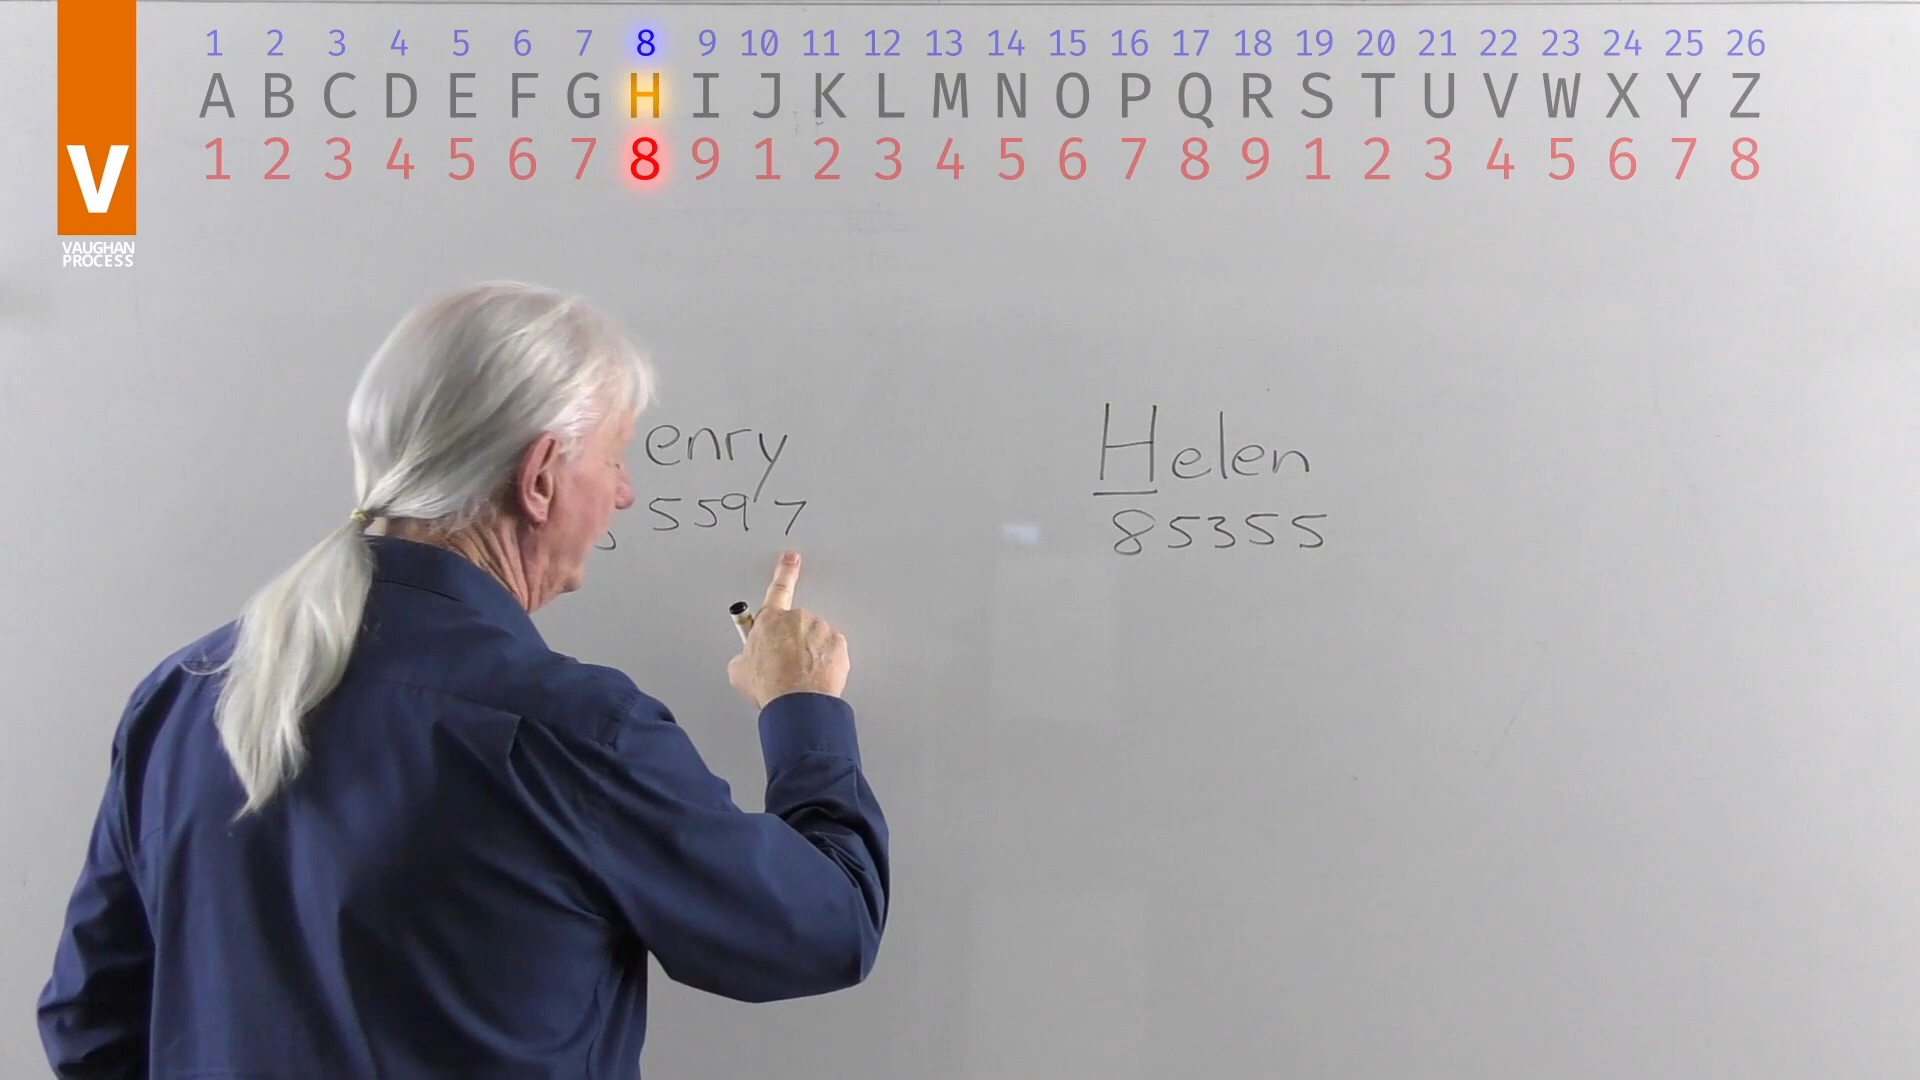 1 2 3 4 5 6 7 8 9 10 11 12 13 14 15 16 17 18 19 20 21 22 23 24 25 26
A B C D E F G H I J K L M N O P Q R S T U V W X Y Z
1 2 3 4 5 6 7 8 9 1 2 3 4 5 6 7 8 9 1 2 3 4 5 6 7 8
V
VAUGHAN
PROCESS
enry
5597
Helen
85355